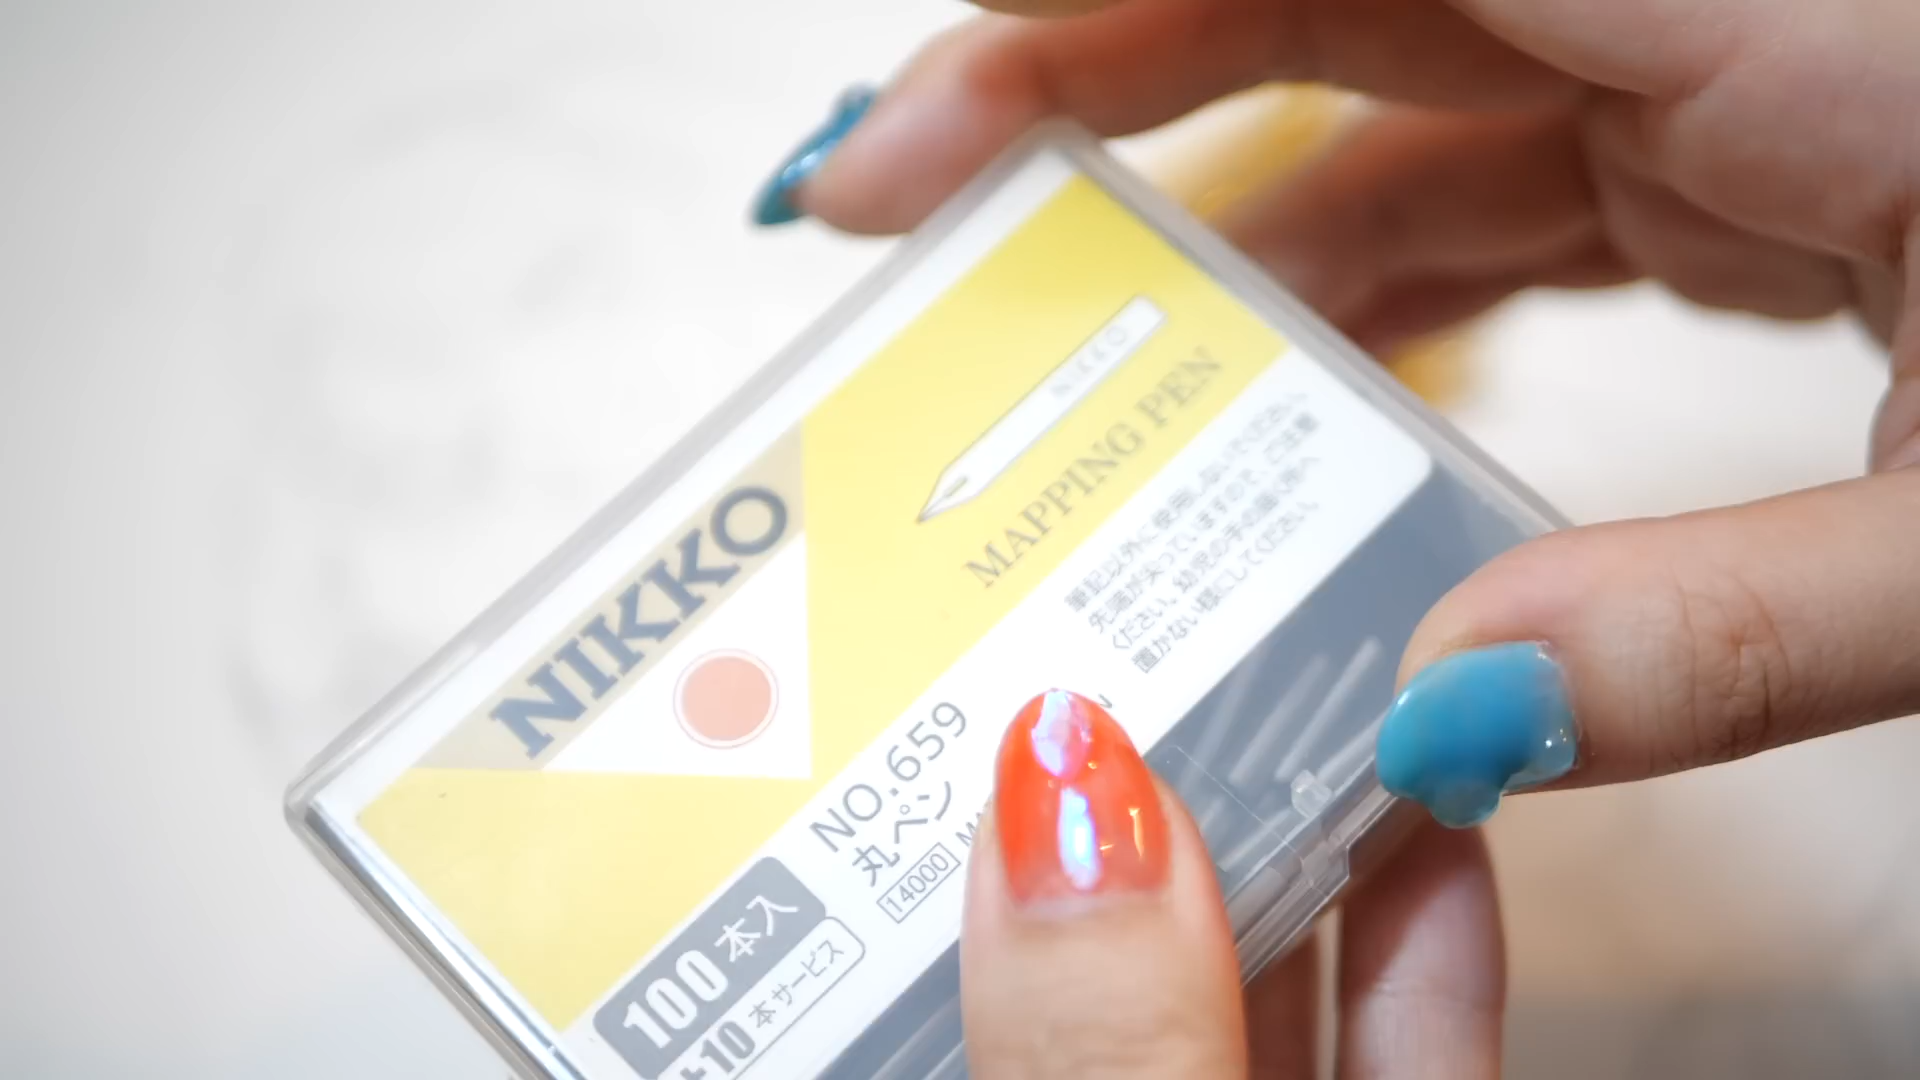 NIKKO
NIKKO
MAPPING PEN
筆記以外に使用しないでください。
先端が尖っていますので、ご注意
ください。幼児の手の届く所へ
置かない様にしてください。
NO.659
丸ペン
14000
100本入
+10本サービス